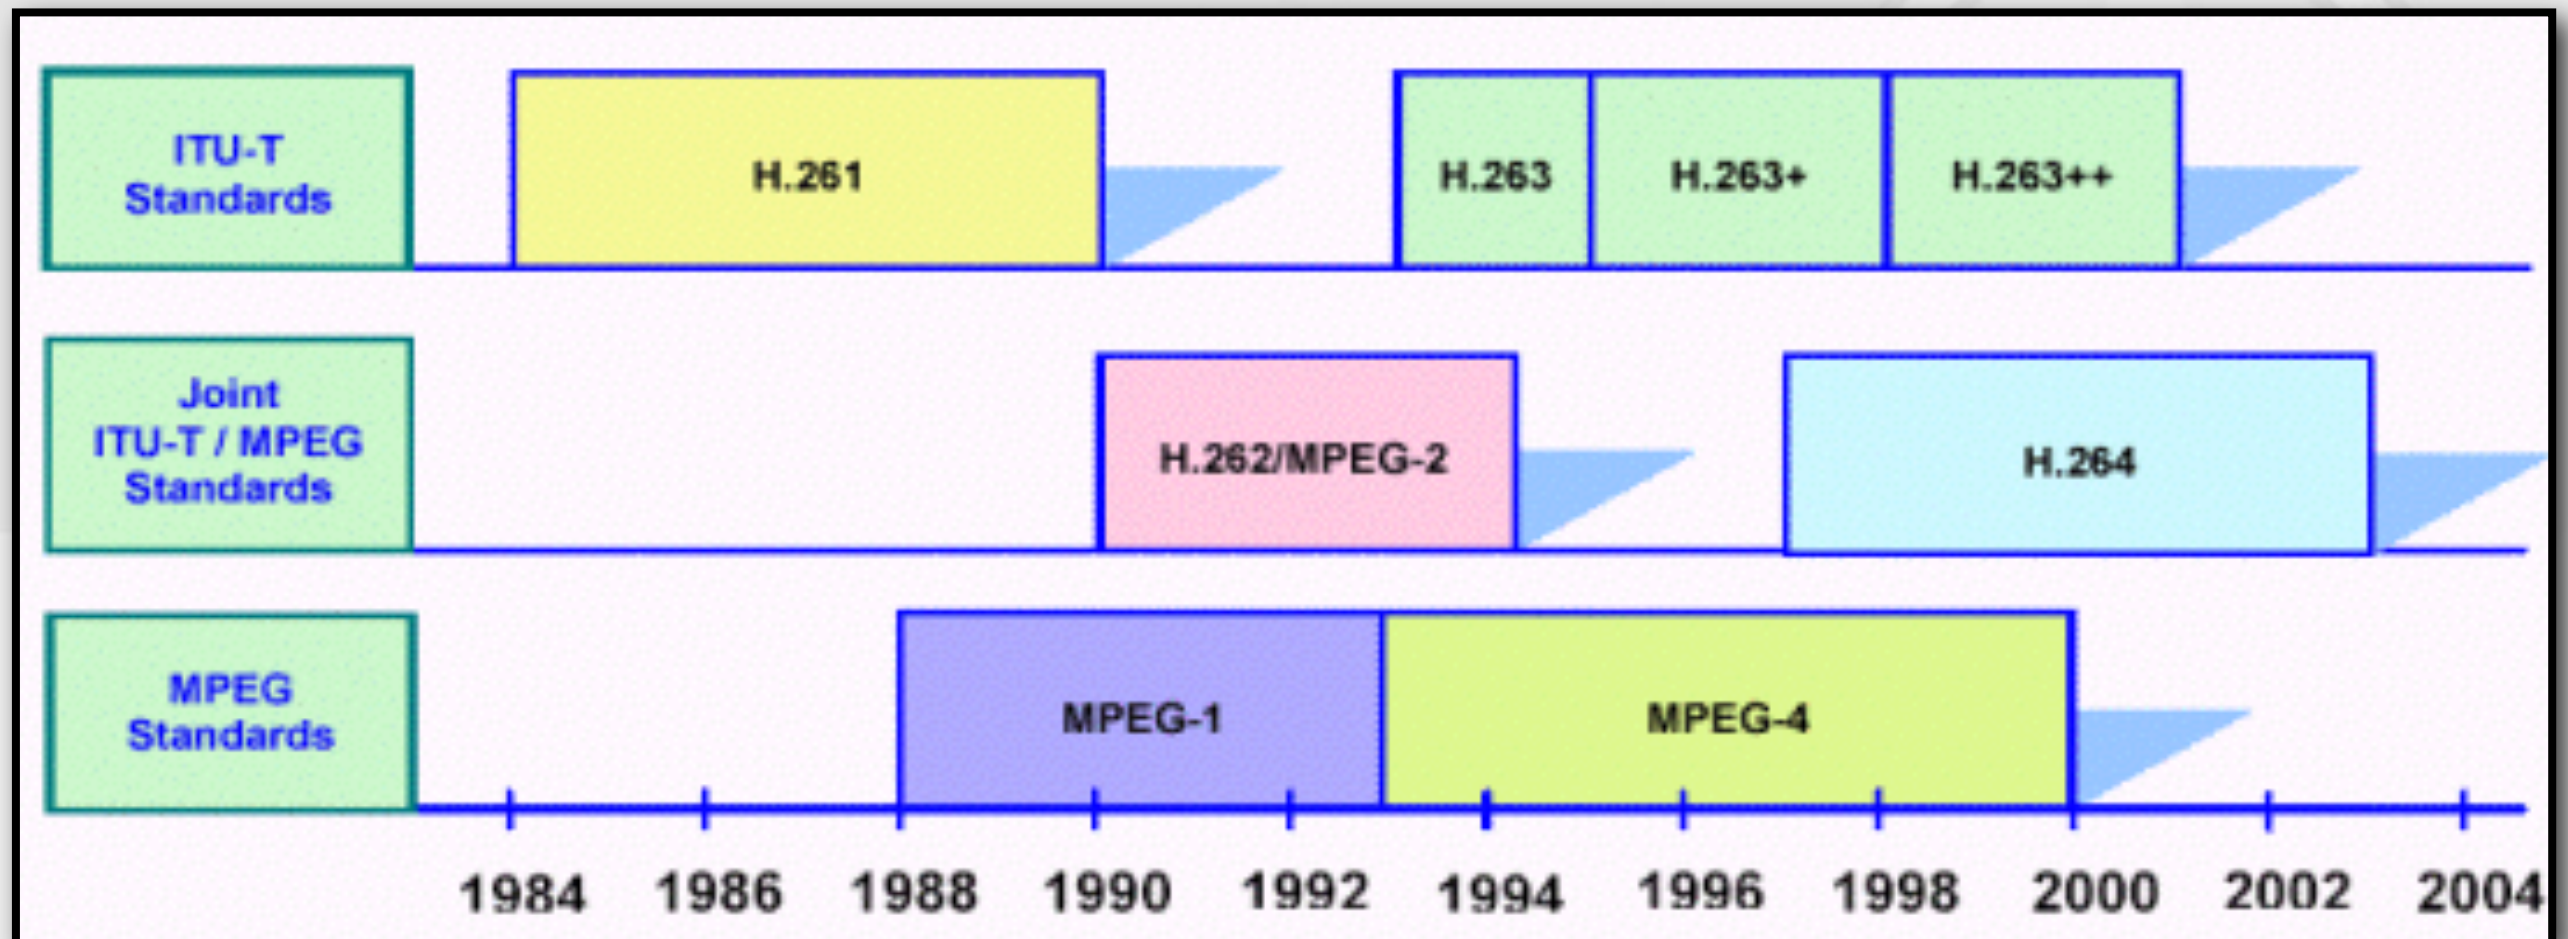 ITU-T
Standards
H.261
H.263
H.263+
H.263++
Joint
ITU-T / MPEG
Standards
H.262/MPEG-2
H.264
MPEG
Standards
MPEG-1
MPEG-4
1984 1986 1988 1990 1992 1994 1996 1998 2000 2002 2004